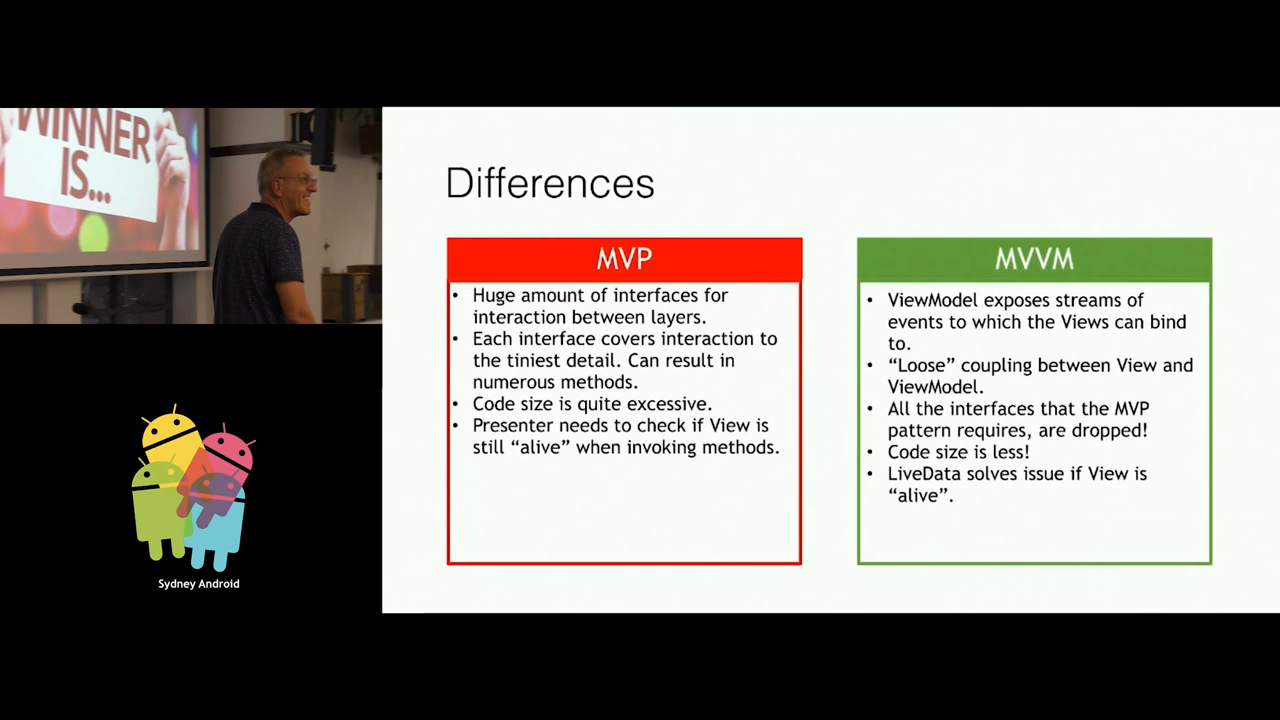 WINNER
IS...
Sydney Android
Differences
MVP
• Huge amount of interfaces for
interaction between layers.
• Each interface covers interaction to
the tiniest detail. Can result in
numerous methods.
• Code size is quite excessive.
• Presenter needs to check if View is
still “alive” when invoking methods.
MVVM
• ViewModel exposes streams of
events to which the Views can bind
to.
• “Loose” coupling between View and
ViewModel.
• All the interfaces that the MVP
pattern requires, are dropped!
• Code size is less!
• LiveData solves issue if View is
“alive”.